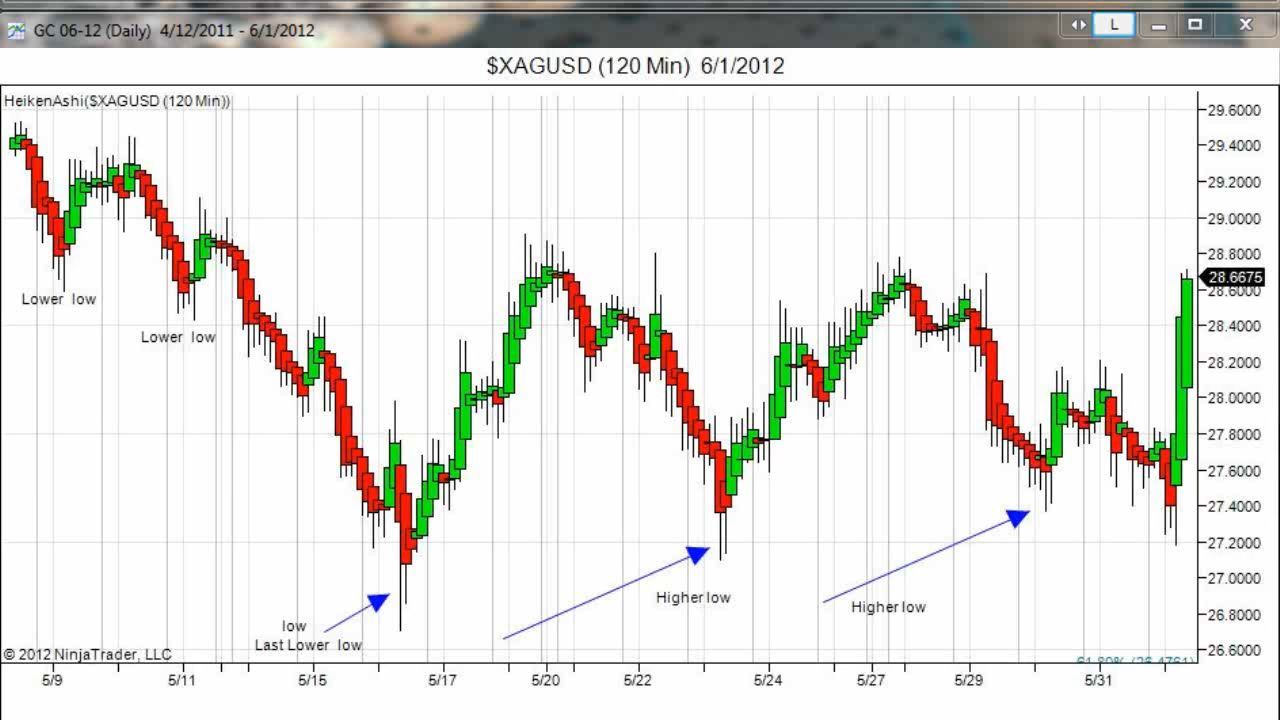 GC 06-12 (Daily) 4/12/2011 - 6/1/2012
L
$XAGUSD (120 Min) 6/1/2012
HeikenAshi($XAGUSD (120 Min))
29.6000
29.4000
29.2000
29.0000
28.8000
28.6675
28.6000
28.4000
28.2000
28.0000
27.8000
27.6000
27.4000
27.2000
27.0000
26.8000
26.6000
Lower low
Lower low
low
Last Lower low
Higher low
Higher low
© 2012 NinjaTrader, LLC
61.80% (26.4761)
5/9 5/11 5/15 5/17 5/20 5/22 5/24 5/27 5/29 5/31